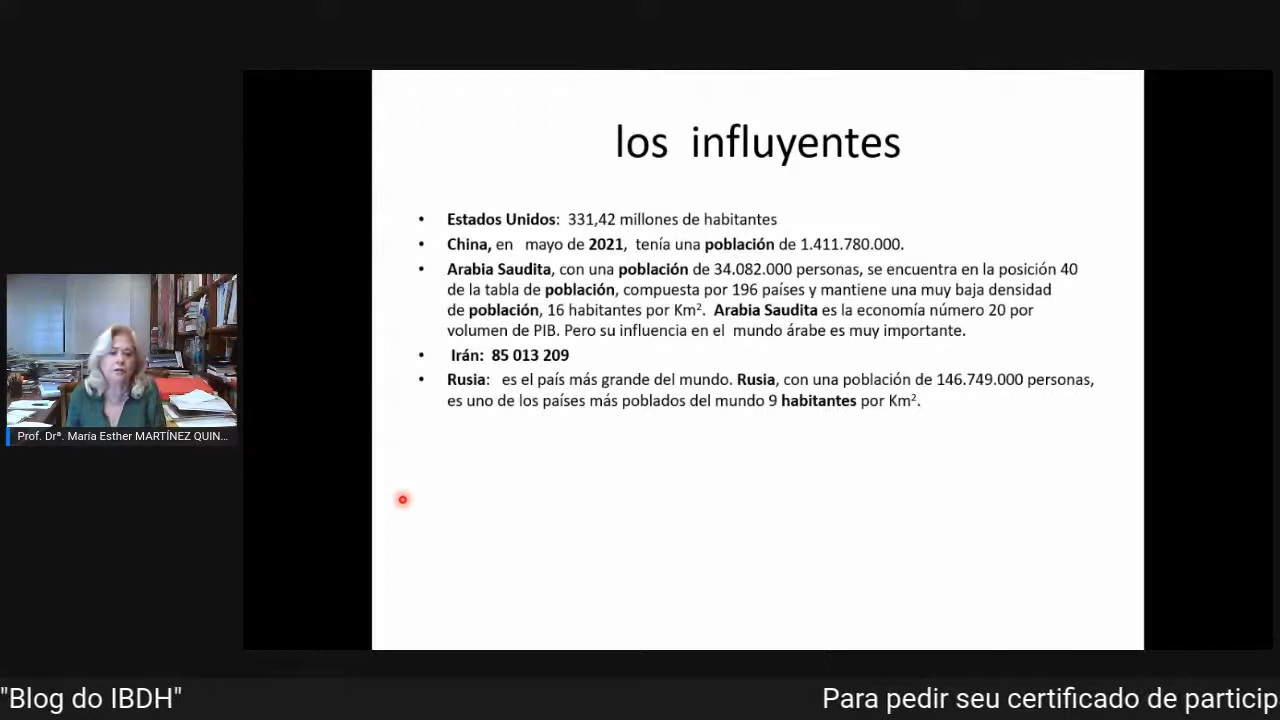 los influyentes
• Estados Unidos: 331,42 millones de habitantes
• China, en mayo de 2021, tenía una población de 1.411.780.000.
• Arabia Saudita, con una población de 34.082.000 personas, se encuentra en la posición 40
de la tabla de población, compuesta por 196 países y mantiene una muy baja densidad
de población, 16 habitantes por Km². Arabia Saudita es la economía número 20 por
volumen de PIB. Pero su influencia en el mundo árabe es muy importante.
• Irán: 85 013 209
• Rusia: es el país más grande del mundo. Rusia, con una población de 146.749.000 personas,
es uno de los países más poblados del mundo 9 habitantes por Km².
Prof. Drª. María Esther MARTÍNEZ QUIN...
"Blog do IBDH"
Para pedir seu certificado de particip